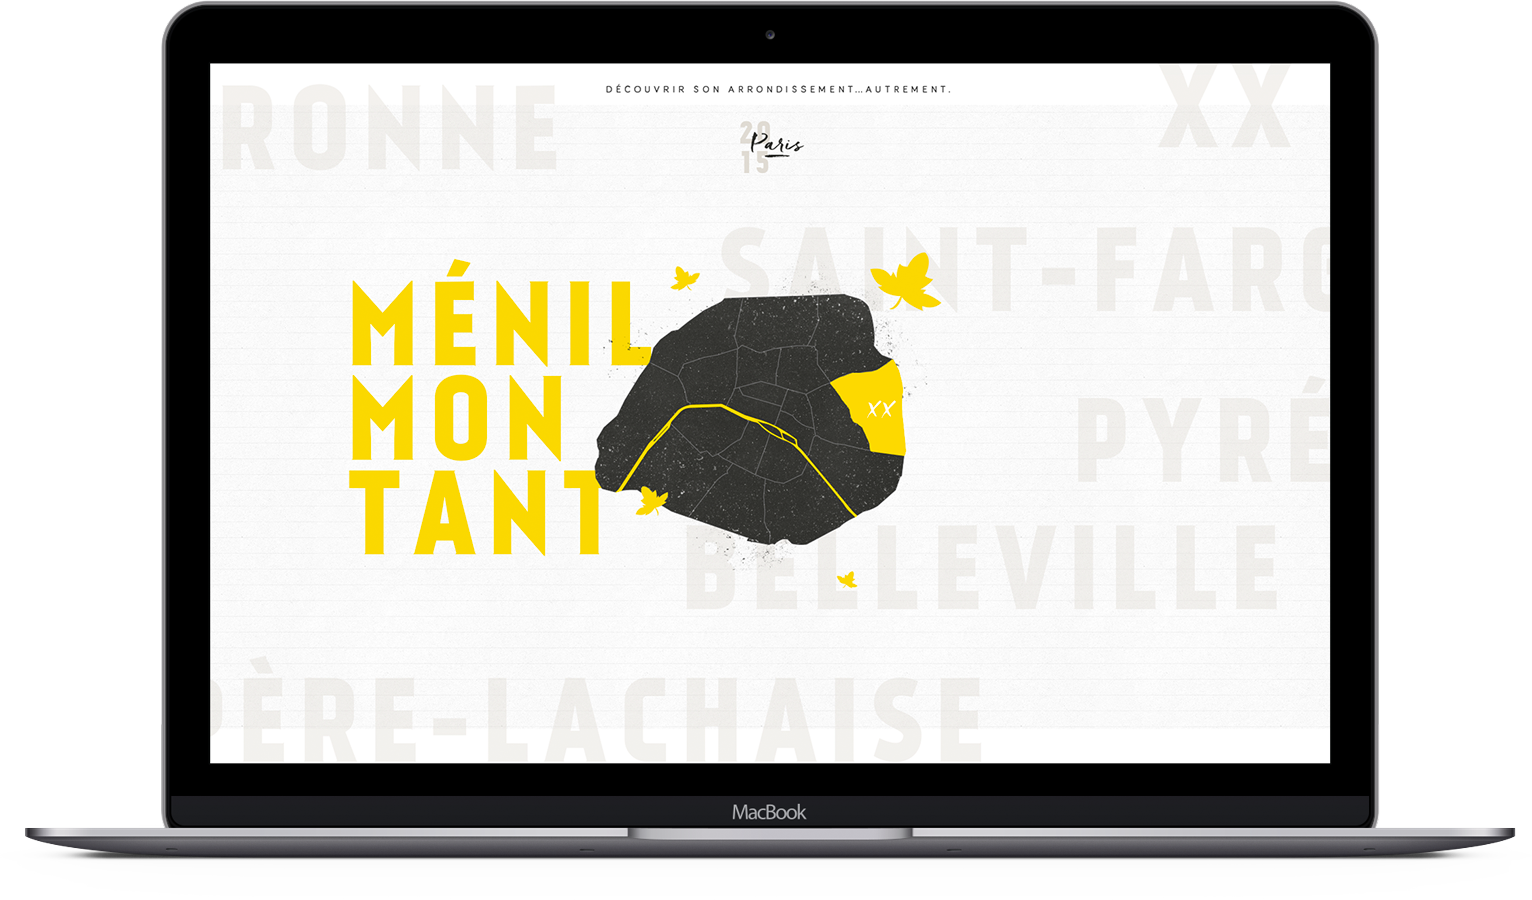 DÉCOUVRIR SON ARRONDISSEMENT...AUTREMENT.
RONNE
XX
20
Paris
15
SAINT-FARG
MÉNIL
MON
TANT
XX
PYRÉ
BELLEVILLE
PÈRE-LACHAISE
MacBook